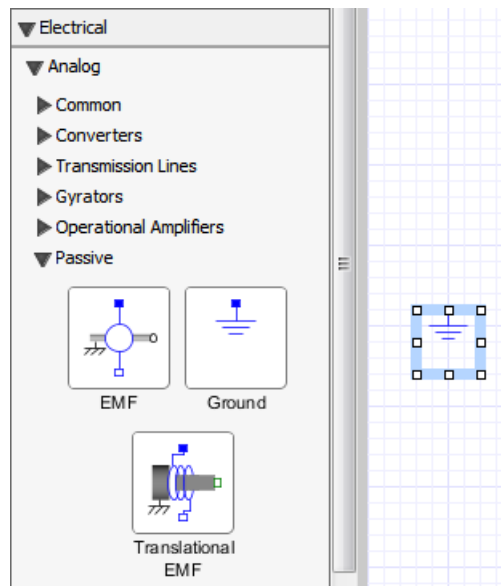 Electrical
Analog
Common
Converters
Transmission Lines
Gyrators
Operational Amplifiers
Passive
EMF
Ground
Translational
EMF